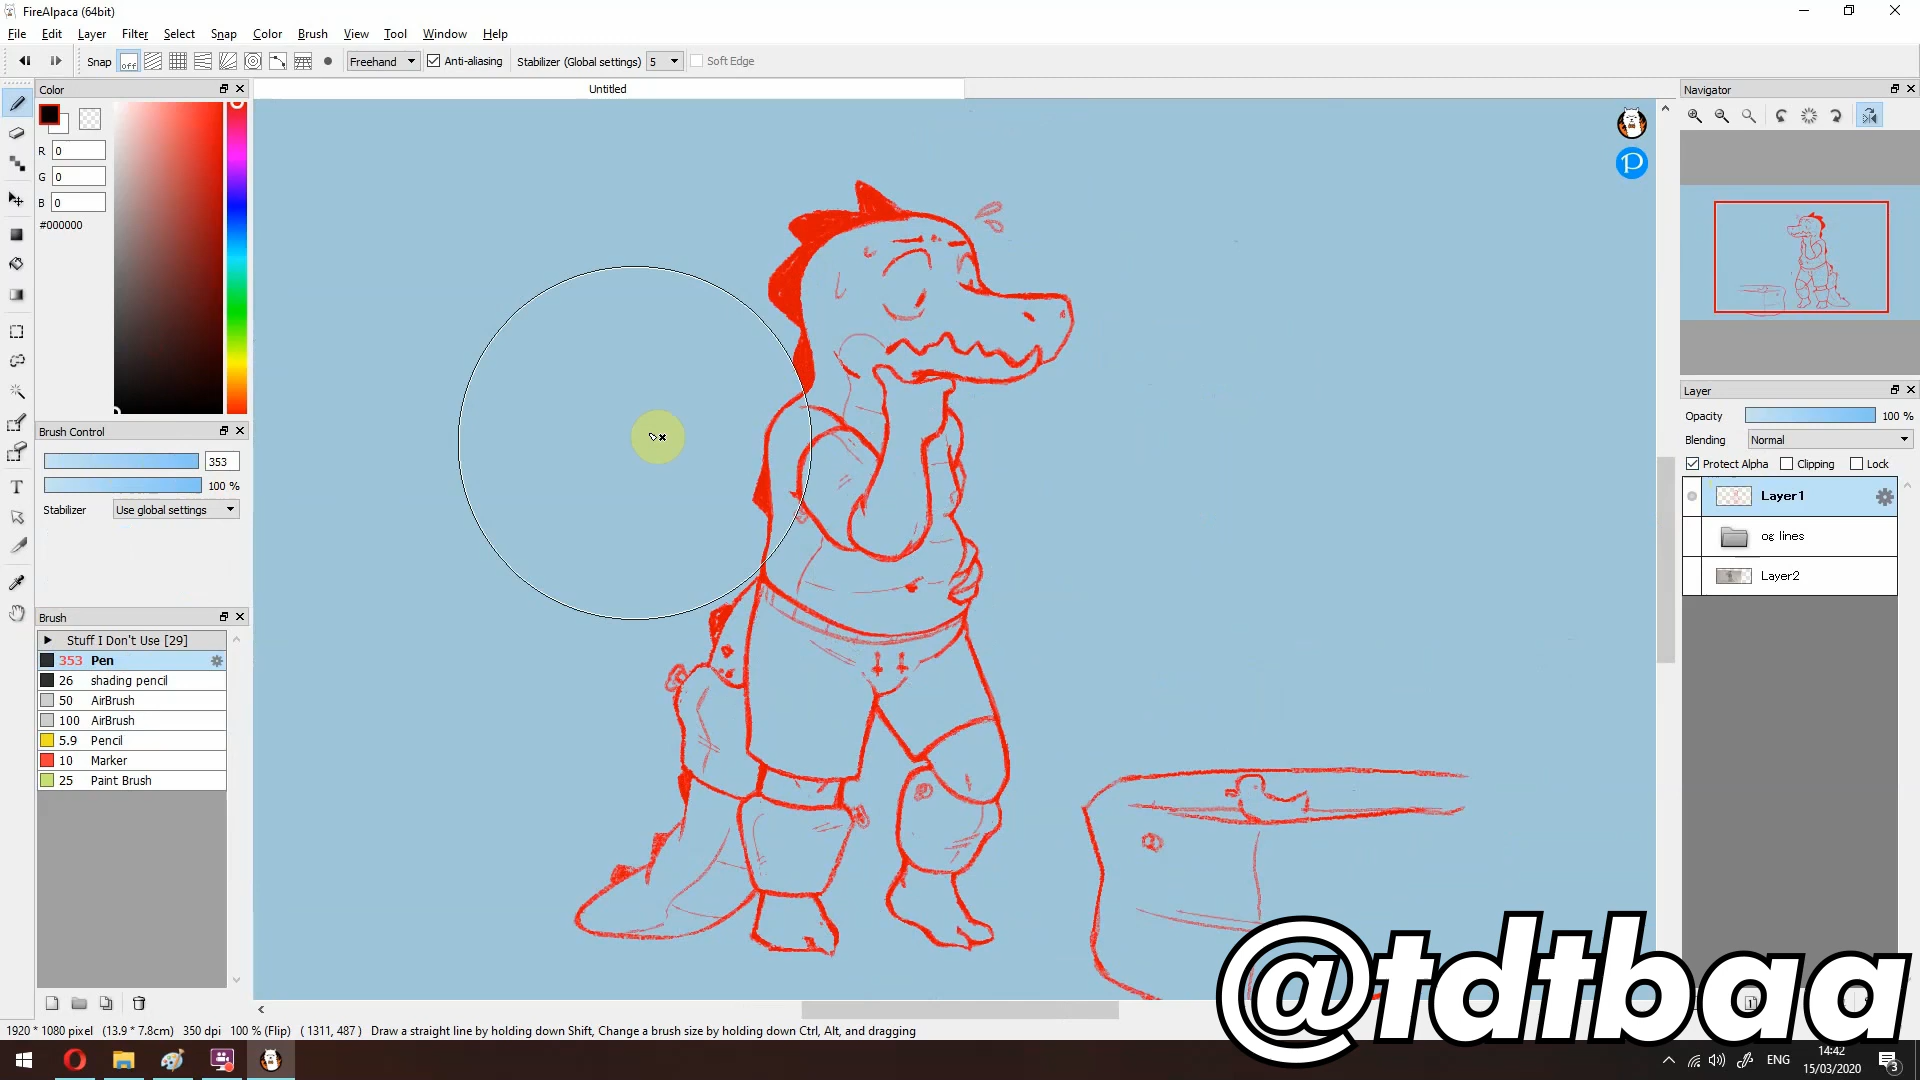 FireAlpaca (64bit)
File Edit Layer Filter Select Snap Color Brush View Tool Window Help
Snap off Freehand Anti-aliasing Stabilizer (Global settings) 5 Soft Edge
Color
Untitled
Navigator
R 0
G 0
B 0
#000000
P
Layer
Opacity 100 %
Blending Normal
Protect Alpha Clipping Lock
Layer1
og lines
Layer2
Brush Control
353
100 %
Stabilizer Use global settings
Brush
Stuff I Don't Use [29]
353 Pen
26 shading pencil
50 AirBrush
100 AirBrush
5.9 Pencil
10 Marker
25 Paint Brush
@tdtbaa
1920 * 1080 pixel (13.9 * 7.8cm) 350 dpi 100 % (Flip) ( 1311, 487 ) Draw a straight line by holding down Shift, Change a brush size by holding down Ctrl, Alt, and dragging
ENG
14:42
15/03/2020
3